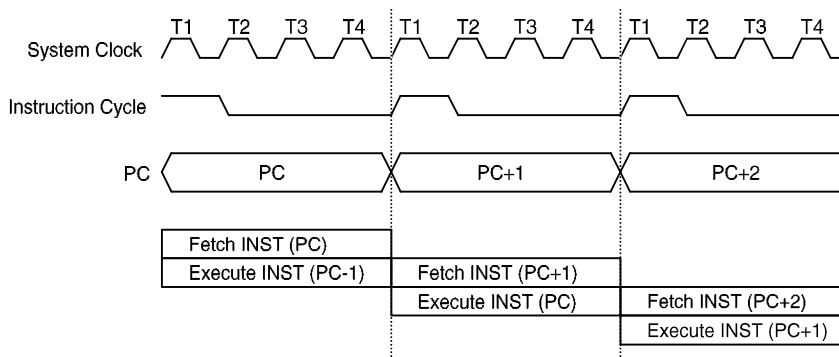 T1 T2 T3 T4 T1 T2 T3 T4 T1 T2 T3 T4
System Clock
Instruction Cycle
PC PC PC+1 PC+2
Fetch INST (PC)
Execute INST (PC-1) Fetch INST (PC+1)
Execute INST (PC) Fetch INST (PC+2)
Execute INST (PC+1)